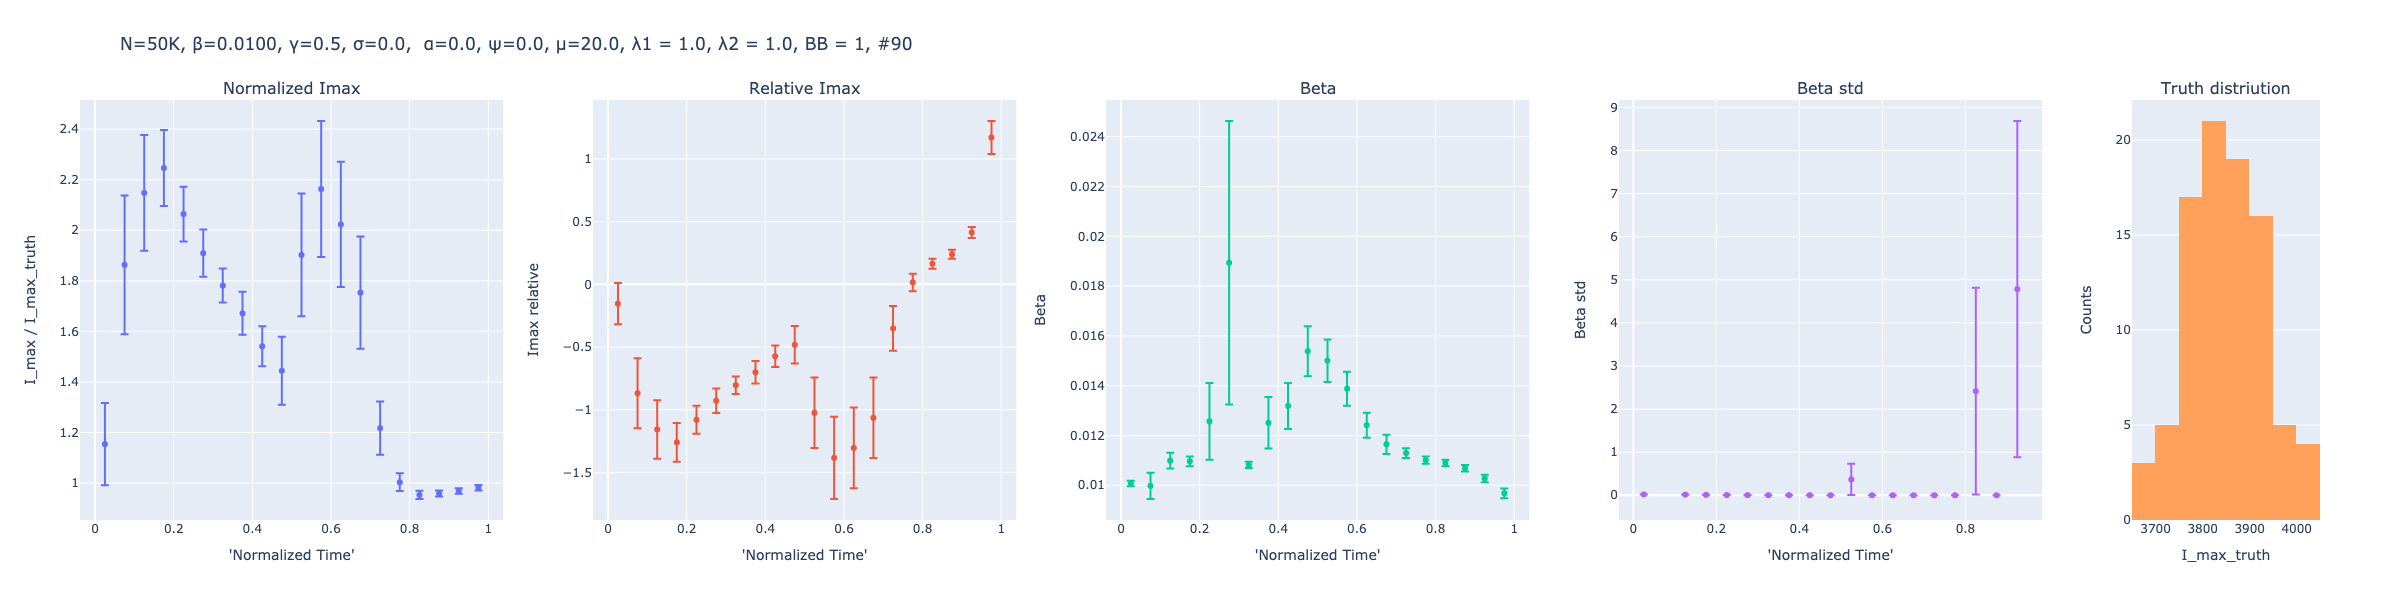 N=50K, β=0.0100, γ=0.5, σ=0.0,  α=0.0, ψ=0.0, μ=20.0, λ1 = 1.0, λ2 = 1.0, BB = 1, #90
Normalized Imax
I_max / I_max_truth
2.4
2.2
2
1.8
1.6
1.4
1.2
1
0 0.2 0.4 0.6 0.8 1
'Normalized Time'
Relative Imax
Imax relative
1
0.5
0
−0.5
−1
−1.5
0 0.2 0.4 0.6 0.8 1
'Normalized Time'
Beta
Beta
0.024
0.022
0.02
0.018
0.016
0.014
0.012
0.01
0 0.2 0.4 0.6 0.8 1
'Normalized Time'
Beta std
Beta std
9
8
7
6
5
4
3
2
1
0
0 0.2 0.4 0.6 0.8
'Normalized Time'
Truth distriution
Counts
20
15
10
5
0
3700 3800 3900 4000
I_max_truth